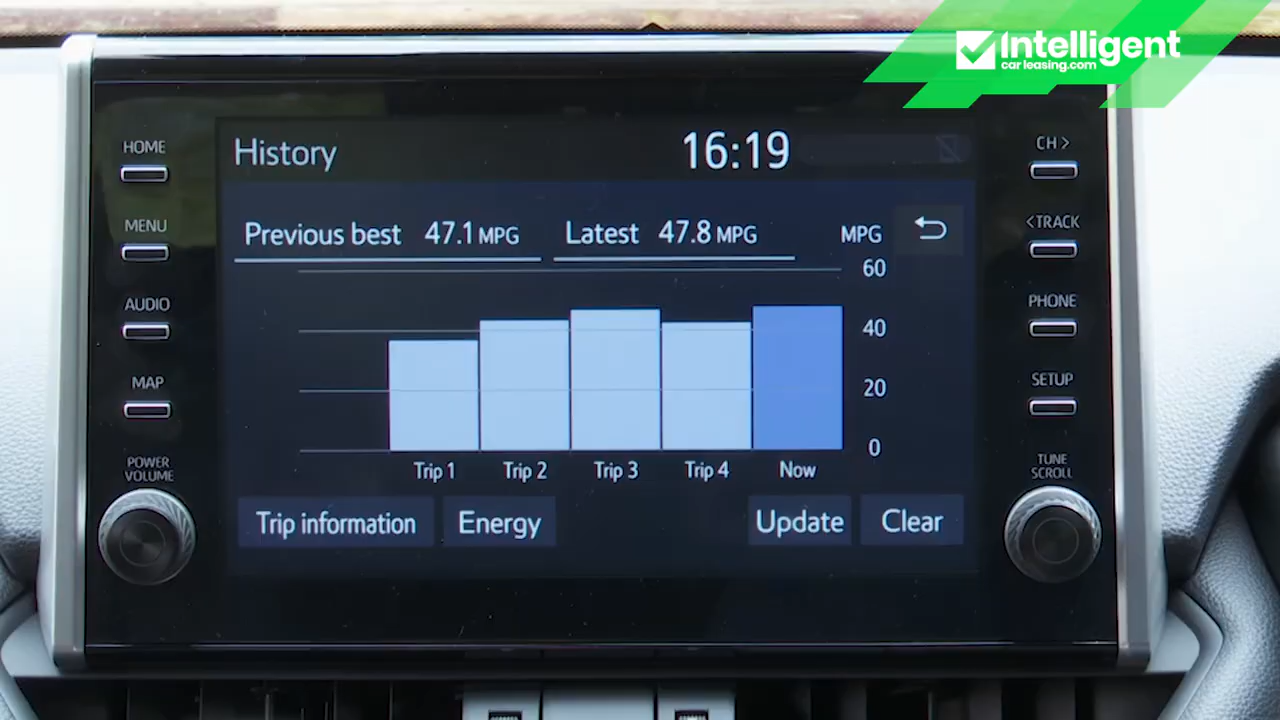 Intelligent
carleasing.com
HOME
MENU
AUDIO
MAP
POWER
VOLUME
History
16:19
Previous best 47.1 MPG
Latest 47.8 MPG
MPG
60
40
20
0
Trip 1 Trip 2 Trip 3 Trip 4 Now
Trip information
Energy
Update
Clear
CH>
<TRACK
PHONE
SETUP
TUNE
SCROLL